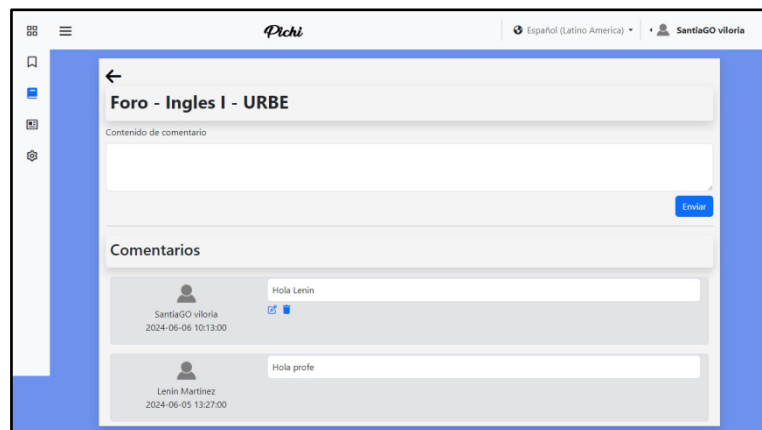 Pichi
Español (Latino America)
SantiaGO viloria
Foro - Ingles I - URBE
Contenido de comentario
Enviar
Comentarios
Hola Lenin
SantiaGO viloria
2024-06-06 10:13:00
Hola profe
Lenin Martinez
2024-06-05 13:27:00